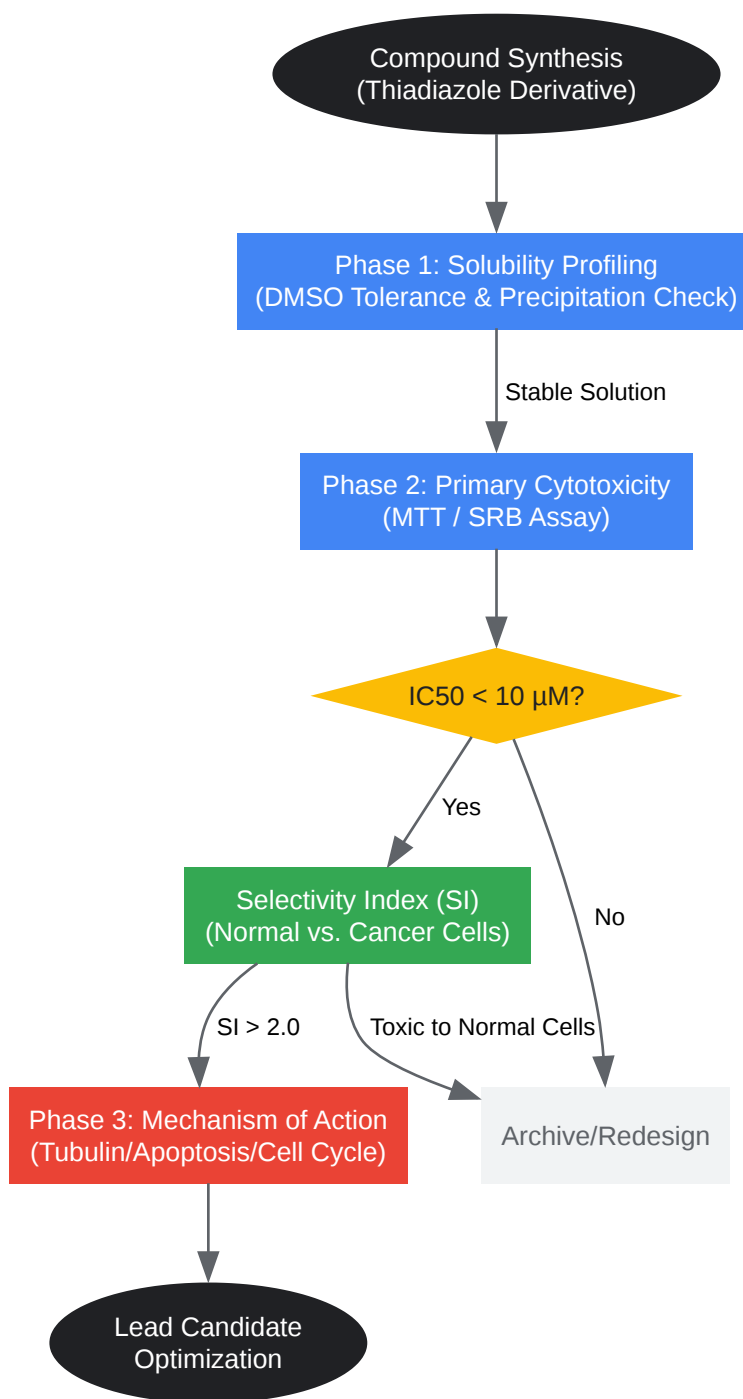 Compound Synthesis
(Thiadiazole Derivative)
Phase 1: Solubility Profiling
(DMSO Tolerance & Precipitation Check)
Stable Solution
Phase 2: Primary Cytotoxicity
(MTT / SRB Assay)
IC50 < 10 µM?
Yes
Selectivity Index (SI)
(Normal vs. Cancer Cells)
No
SI > 2.0
Toxic to Normal Cells
Phase 3: Mechanism of Action
(Tubulin/Apoptosis/Cell Cycle)
Archive/Redesign
Lead Candidate
Optimization